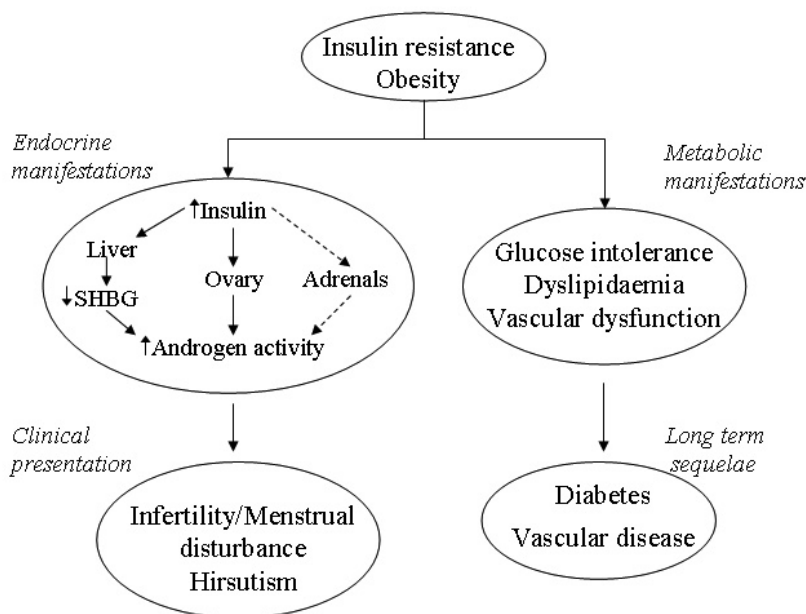 Insulin resistance
Obesity
Endocrine
manifestations
Metabolic
manifestations
↑Insulin
Liver
Ovary
Adrenals
↓SHBG
↑Androgen activity
Glucose intolerance
Dyslipidaemia
Vascular dysfunction
Clinical
presentation
Long term
sequelae
Infertility/Menstrual
disturbance
Hirsutism
Diabetes
Vascular disease